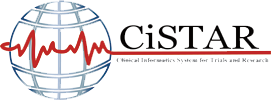 CiSTAR
Clinical Informatics System for Trials and Research